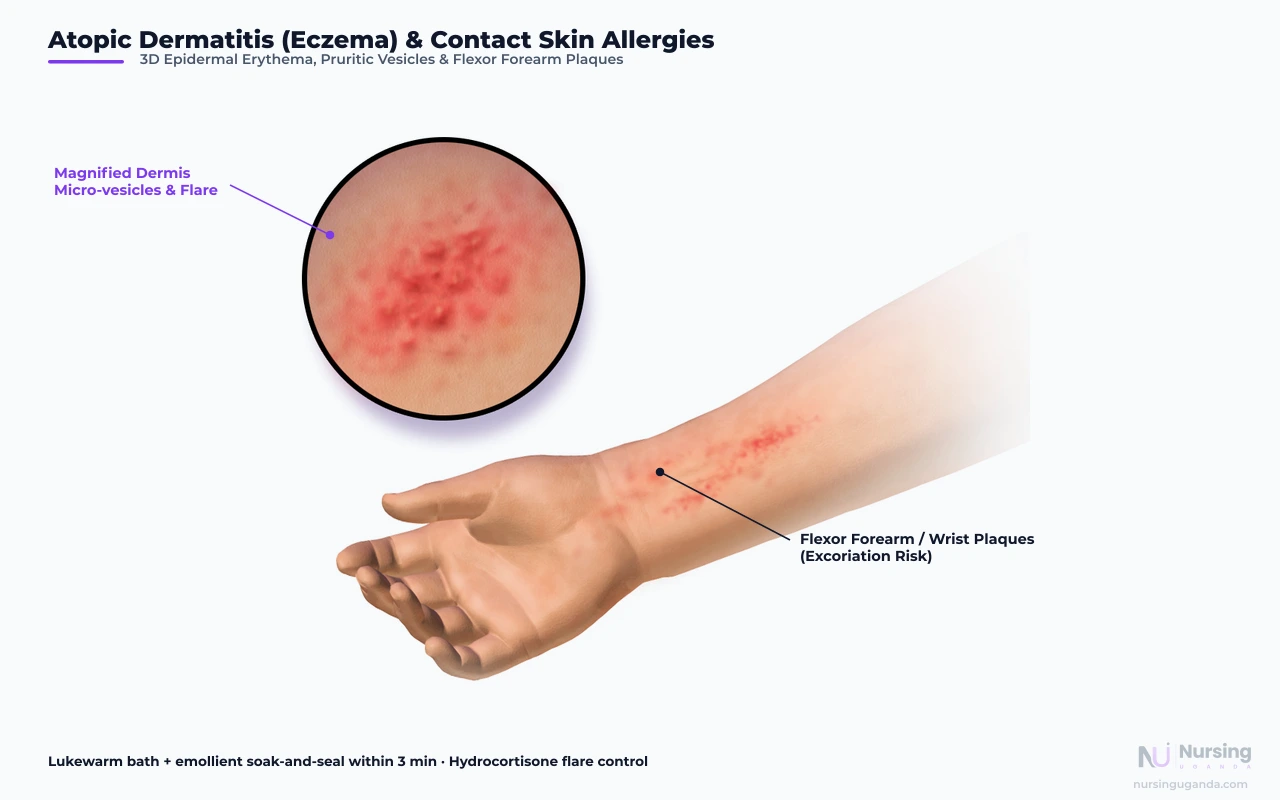 Atopic Dermatitis (Eczema) & Contact Skin Allergies
3D Epidermal Erythema, Pruritic Vesicles & Flexor Forearm Plaques
Magnified Dermis
Micro-vesicles & Flare
Flexor Forearm / Wrist Plaques
(Excoriation Risk)
Lukewarm bath + emollient soak-and-seal within 3 min · Hydrocortisone flare control
NU Nursing
UGANDA
nursinguganda.com